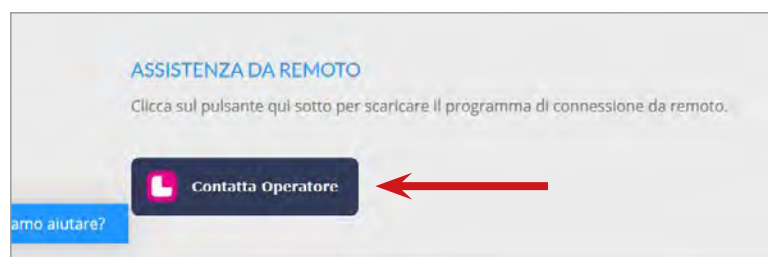 ASSISTENZA DA REMOTO
Clicca sul pulsante qui sotto per scaricare il programma di connessione da remoto.
Contatta Operatore
amo aiutare?